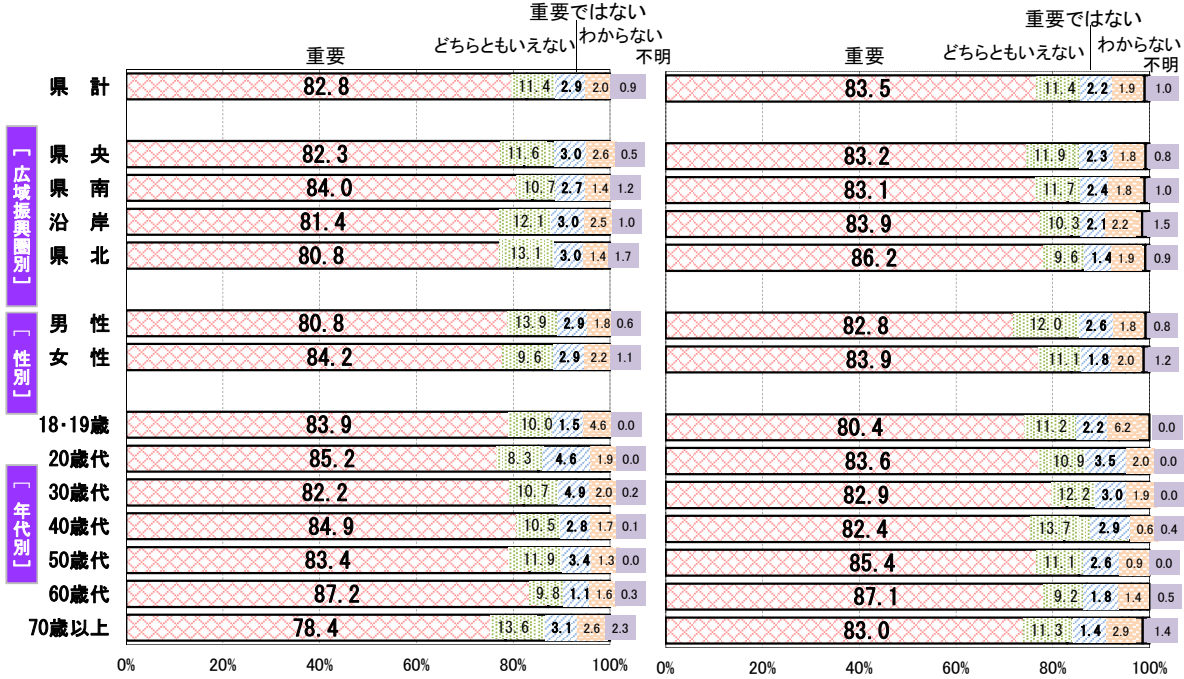 重要ではない 重要ではない
どちらともいえない わからない どちらともいえない わからない
重要 不明 重要 不明
県 計 82.8 11.4 2.9 2.0 0.9 83.5 11.4 2.2 1.9 1.0
[広域振興圏別]
県 央 82.3 11.6 3.0 2.6 0.5 83.2 11.9 2.3 1.8 0.8
県 南 84.0 10.7 2.7 1.4 1.2 83.1 11.7 2.4 1.8 1.0
沿 岸 81.4 12.1 3.0 2.5 1.0 83.9 10.3 2.1 2.2 1.5
県 北 80.8 13.1 3.0 1.4 1.7 86.2 9.6 1.4 1.9 0.9
[性別]
男 性 80.8 13.9 2.9 1.8 0.6 82.8 12.0 2.6 1.8 0.8
女 性 84.2 9.6 2.9 2.2 1.1 83.9 11.1 1.8 2.0 1.2
[年代別]
18・19歳 83.9 10.0 1.5 4.6 0.0 80.4 11.2 2.2 6.2 0.0
20歳代 85.2 8.3 4.6 1.9 0.0 83.6 10.9 3.5 2.0 0.0
30歳代 82.2 10.7 4.9 2.0 0.2 82.9 12.2 3.0 1.9 0.0
40歳代 84.9 10.5 2.8 1.7 0.1 82.4 13.7 2.9 0.6 0.4
50歳代 83.4 11.9 3.4 1.3 0.0 85.4 11.1 2.6 0.9 0.0
60歳代 87.2 9.8 1.1 1.6 0.3 87.1 9.2 1.8 1.4 0.5
70歳以上 78.4 13.6 3.1 2.6 2.3 83.0 11.3 1.4 2.9 1.4
0% 20% 40% 60% 80% 100% 0% 20% 40% 60% 80% 100%